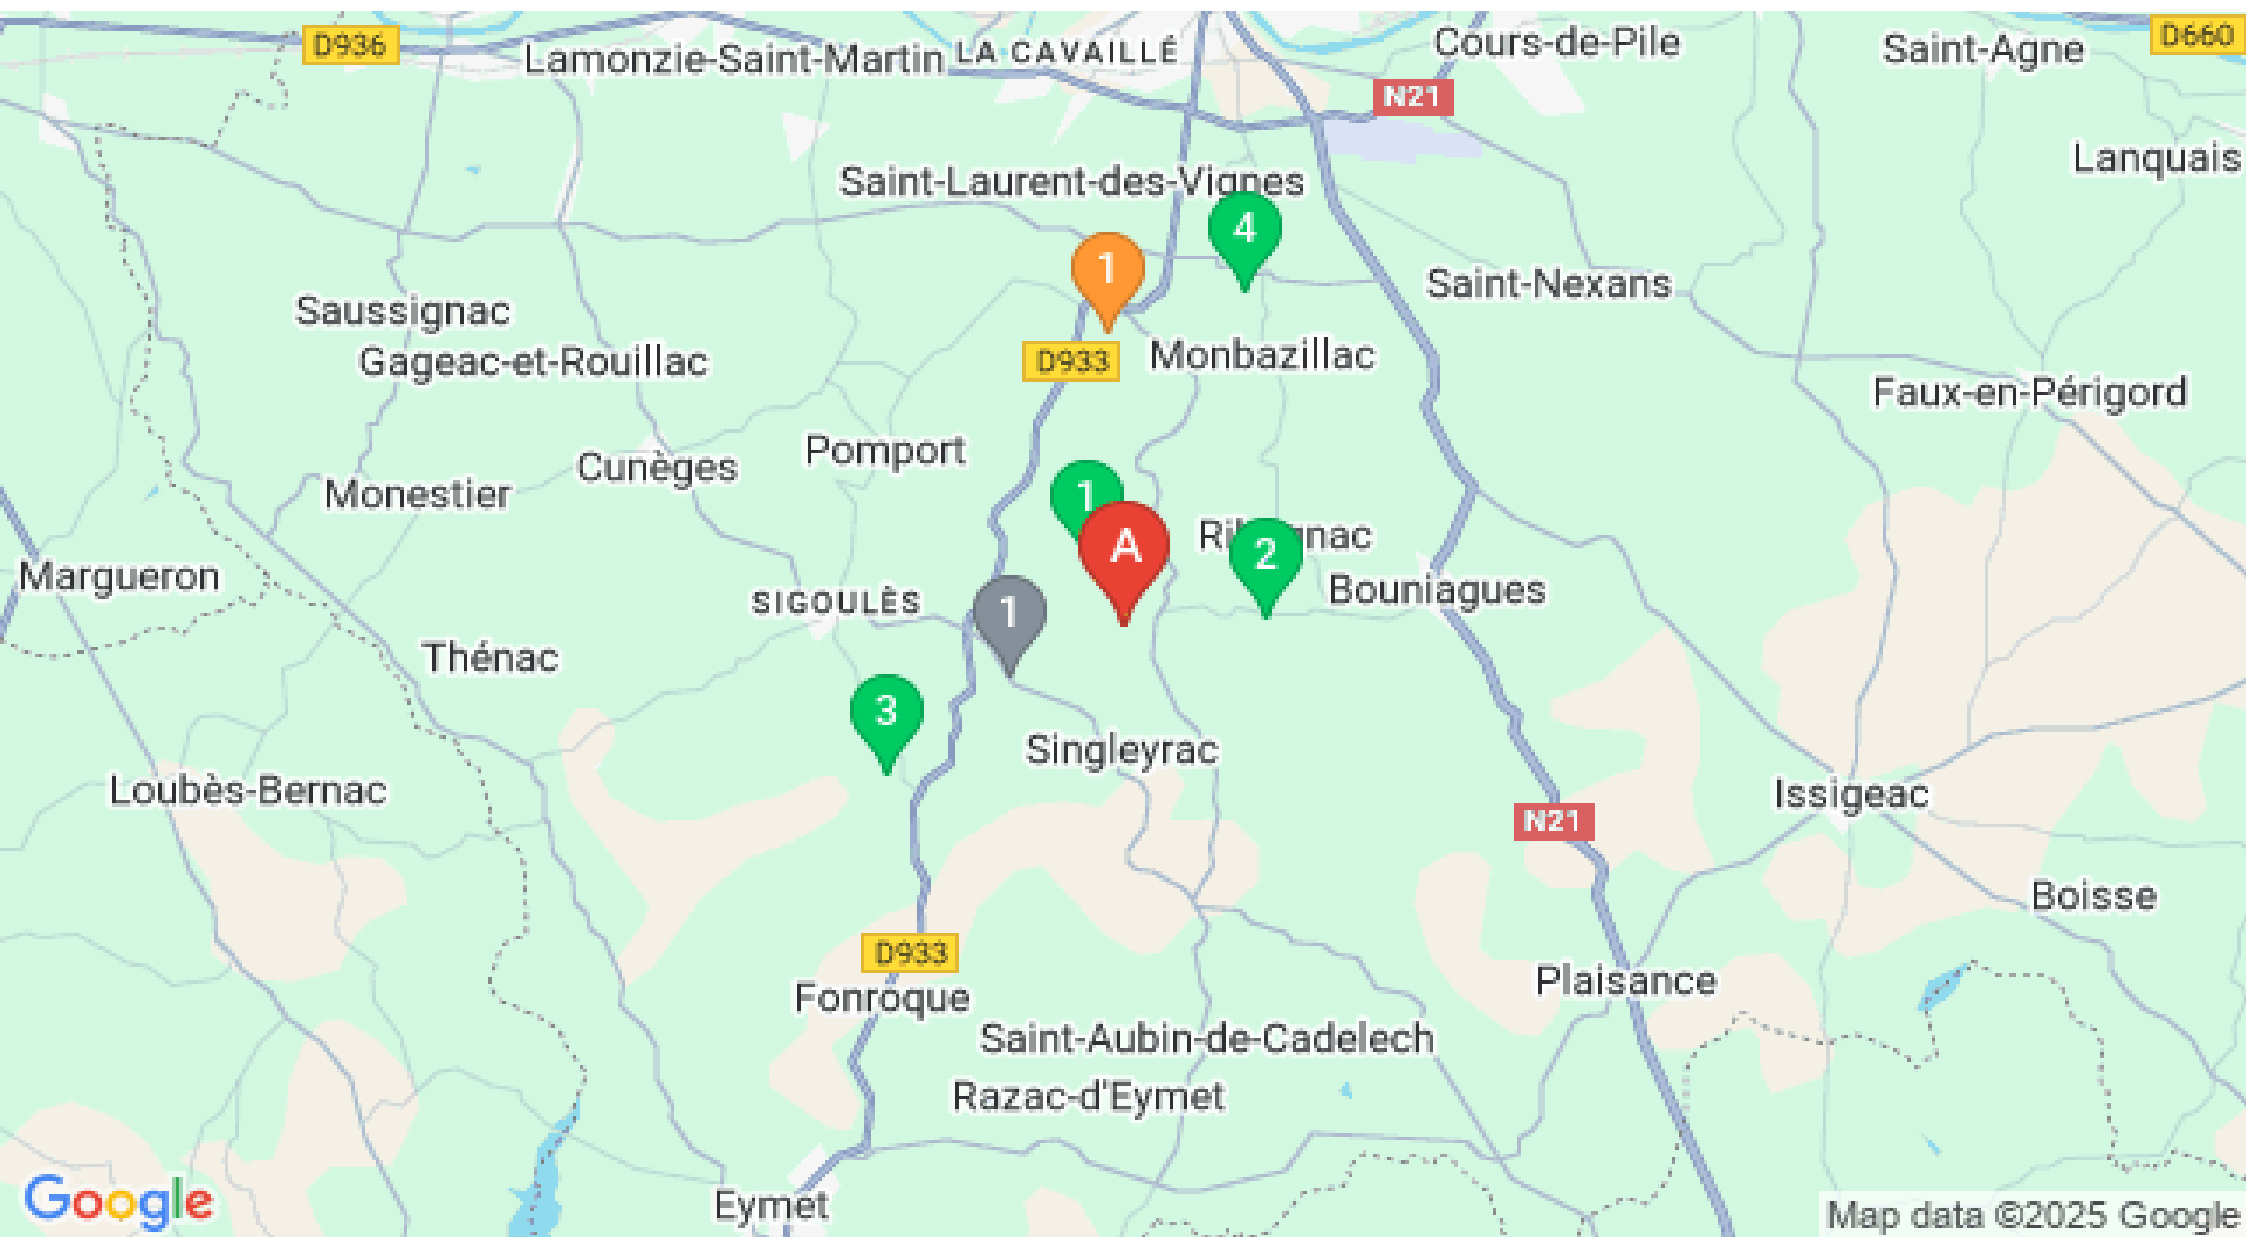 D936
Lamonzie-Saint-Martin
LA CAVAILLÉ
Cours-de-Pile
Saint-Agne
D660
N21
Lanquais
Saint-Laurent-des-Vignes
4
1
Saussignac
Saint-Nexans
Gageac-et-Rouillac
D933
Monbazillac
Faux-en-Périgord
Pomport
Cunèges
Monestier
1
A
2
Margueron
Bouniagues
SIGOULÈS
1
Thénac
3
Singleyrac
Loubès-Bernac
Issigeac
N21
Boisse
D933
Plaisance
Fonroque
Saint-Aubin-de-Cadelech
Razac-d'Eymet
Eymet
Google
Map data ©2025 Google